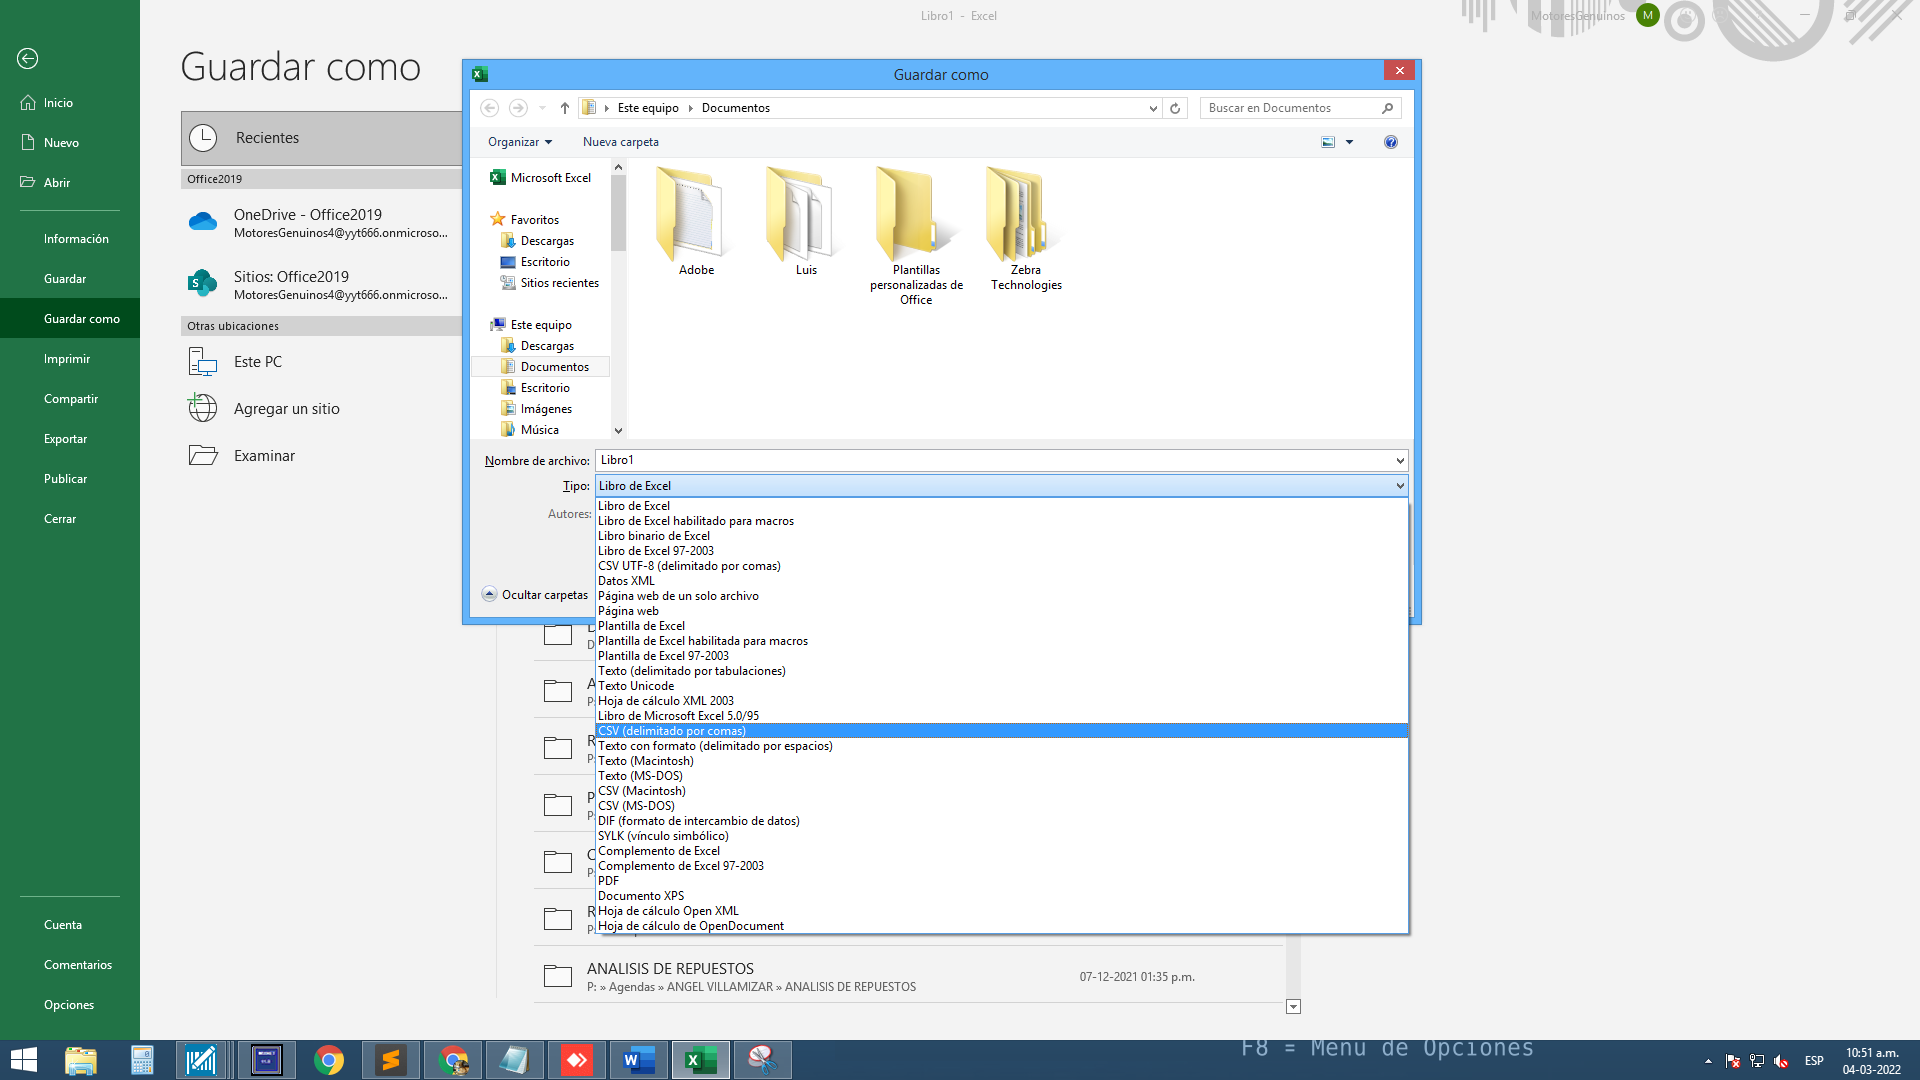 Libro1 - Excel
MotoresGenuinos
M
Inicio
Nuevo
Abrir
Información
Guardar
Guardar como
Imprimir
Compartir
Exportar
Publicar
Cerrar
Cuenta
Comentarios
Opciones
Guardar como
Recientes
Office2019
OneDrive - Office2019
MotoresGenuinos4@yyt666.onmicroso...
Sitios: Office2019
MotoresGenuinos4@yyt666.onmicroso...
Otras ubicaciones
Este PC
Agregar un sitio
Examinar
Guardar como
Este equipo
Documentos
Buscar en Documentos
Organizar
Nueva carpeta
Microsoft Excel
Favoritos
Descargas
Escritorio
Sitios recientes
Este equipo
Descargas
Documentos
Escritorio
Imágenes
Música
Adobe
Luis
Plantillas
personalizadas de
Office
Zebra
Technologies
Nombre de archivo: Libro1
Tipo: Libro de Excel
Autores:
Ocultar carpetas
Libro de Excel
Libro de Excel habilitado para macros
Libro binario de Excel
Libro de Excel 97-2003
CSV UTF-8 (delimitado por comas)
Datos XML
Página web de un solo archivo
Página web
Plantilla de Excel
Plantilla de Excel habilitada para macros
Plantilla de Excel 97-2003
Texto (delimitado por tabulaciones)
Texto Unicode
Hoja de cálculo XML 2003
Libro de Microsoft Excel 5.0/95
CSV (delimitado por comas)
Texto con formato (delimitado por espacios)
Texto (Macintosh)
Texto (MS-DOS)
CSV (Macintosh)
CSV (MS-DOS)
DIF (formato de intercambio de datos)
SYLK (vínculo simbólico)
Complemento de Excel
Complemento de Excel 97-2003
PDF
Documento XPS
Hoja de cálculo Open XML
Hoja de cálculo de OpenDocument
ANALISIS DE REPUESTOS
P: » Agendas » ANGEL VILLAMIZAR » ANALISIS DE REPUESTOS
07-12-2021 01:35 p.m.
F8 = Menu de Opciones
ESP
10:51 a.m.
04-03-2022